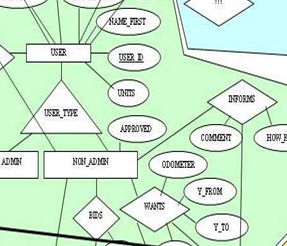 !!!
NAME_FIRST
USER
USER_ID
UNITS
INFORMS
USER_TYPE
APPROVED
COMMENT
ADMIN
NON_ADMIN
ODOMETER
Y_FROM
BIDS
WANTS
Y_TO